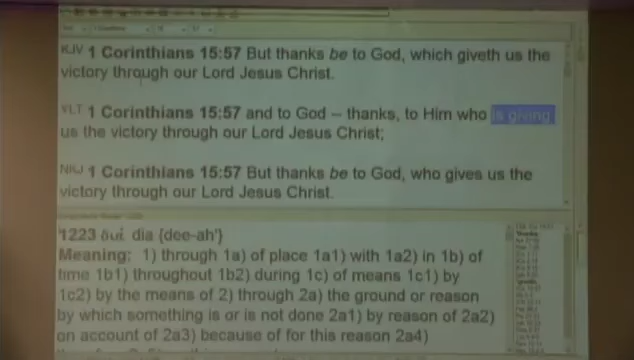 KJV 1 Corinthians 15:57 But thanks be to God, which giveth us the
victory through our Lord Jesus Christ.
YLT 1 Corinthians 15:57 and to God -- thanks, to Him who is giving
us the victory through our Lord Jesus Christ;
NKJ 1 Corinthians 15:57 But thanks be to God, who gives us the
victory through our Lord Jesus Christ.
1223 dia {dee-ah'}
Meaning: 1) through 1a) of place 1a1) with 1a2) in 1b) of
time 1b1) throughout 1b2) during 1c) of means 1c1) by
1c2) by the means of 2) through 2a) the ground or reason
by which something is or is not done 2a1) by reason of 2a2)
on account of 2a3) because of for this reason 2a4)